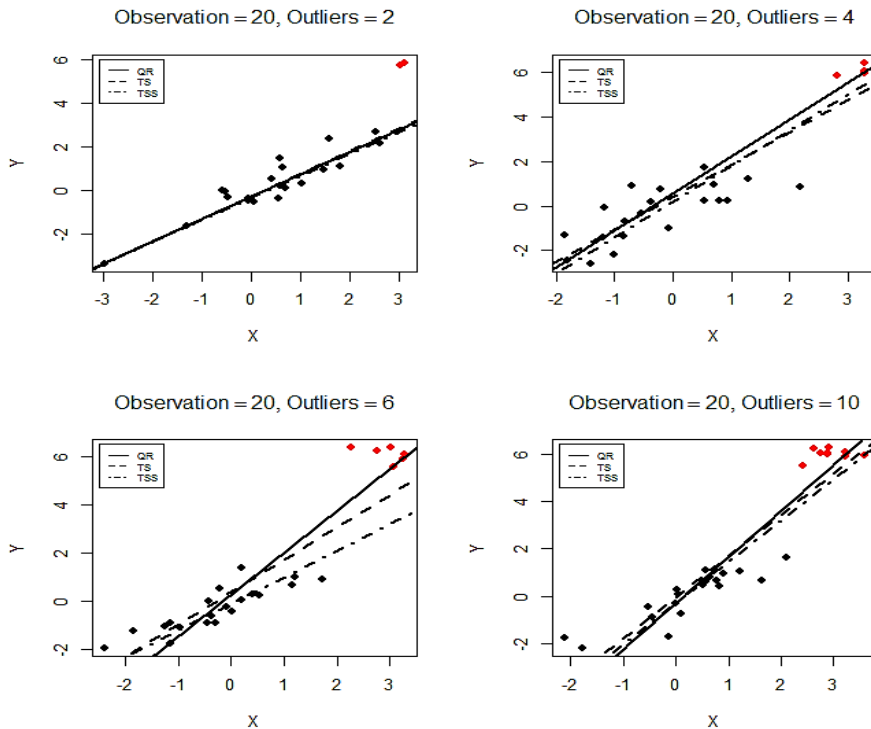 Observation = 20, Outliers = 2
6
4
2
0
-2
Y
QR
TS
TSS
-3
-2
-1
0
1
2
3
X
Observation = 20, Outliers = 4
6
4
2
0
-2
Y
QR
TS
TSS
-2
-1
0
1
2
3
X
Observation = 20, Outliers = 6
6
4
2
0
-2
Y
QR
TS
TSS
-2
-1
0
1
2
3
X
Observation = 20, Outliers = 10
6
4
2
0
-2
Y
QR
TS
TSS
-2
-1
0
1
2
3
X